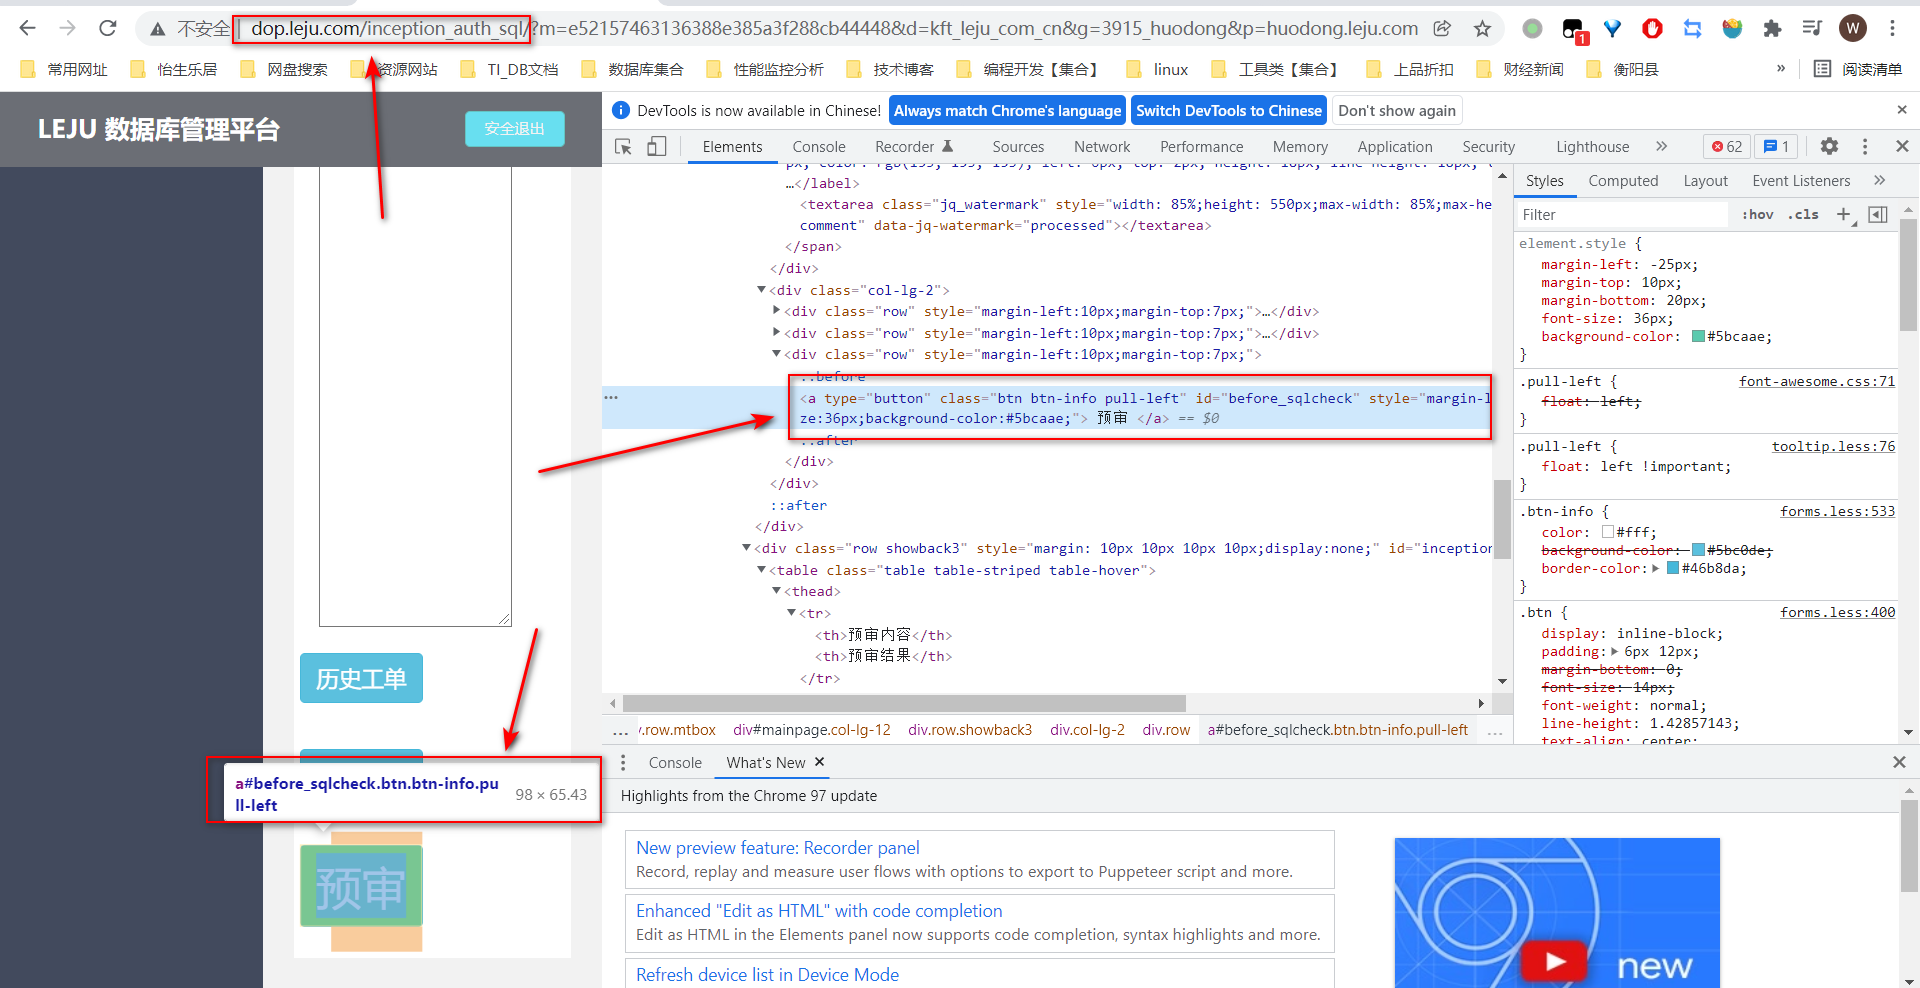 不安全 | dop.leju.com/inception_auth_sql/?m=e52157463136388e385a3f288cb44448&d=kft_leju_com_cn&g=3915_huodong&p=huodong.leju.com
1
W
常用网址 怡生乐居 网盘搜索 资源网站 TI_DB文档 数据库集合 性能监控分析 技术博客 编程开发【集合】 linux 工具类【集合】 上品折扣 财经新闻 衡阳县 » 阅读清单
LEJU 数据库管理平台
安全退出
DevTools is now available in Chinese! Always match Chrome's language Switch DevTools to Chinese Don't show again
Elements Console Recorder Sources Network Performance Memory Application Security Lighthouse » 62 1
…</label>
<textarea class="jq_watermark" style="width: 85%;height: 550px;max-width: 85%;max-he
comment" data-jq-watermark="processed"></textarea>
</span>
</div>
<div class="col-lg-2">
<div class="row" style="margin-left:10px;margin-top:7px;">…</div>
<div class="row" style="margin-left:10px;margin-top:7px;">…</div>
<div class="row" style="margin-left:10px;margin-top:7px;">
::before
<a type="button" class="btn btn-info pull-left" id="before_sqlcheck" style="margin-l
ze:36px;background-color:#5bcaae;"> 预审 </a> == $0
::after
</div>
</div>
::after
</div>
<div class="row showback3" style="margin: 10px 10px 10px 10px;display:none;" id="inception
<table class="table table-striped table-hover">
<thead>
<tr>
<th>预审内容</th>
<th>预审结果</th>
</tr>
... .row.mtbox div#mainpage.col-lg-12 div.row.showback3 div.col-lg-2 div.row a#before_sqlcheck.btn.btn-info.pull-left ...
Styles Computed Layout Event Listeners »
Filter :hov .cls +
element.style {
margin-left: -25px;
margin-top: 10px;
margin-bottom: 20px;
font-size: 36px;
background-color: #5bcaae;
}
.pull-left { font-awesome.css:71
float: left;
}
.pull-left { tooltip.less:76
float: left !important;
}
.btn-info { forms.less:533
color: #fff;
background-color: #5bc0de;
border-color: #46b8da;
}
.btn { forms.less:400
display: inline-block;
padding: 6px 12px;
margin-bottom: 0;
font-size: 14px;
font-weight: normal;
line-height: 1.42857143;
text-align: center;
历史工单
a#before_sqlcheck.btn.btn-info.pu
ll-left
98 × 65.43
预审
Console What's New
Highlights from the Chrome 97 update
New preview feature: Recorder panel
Record, replay and measure user flows with options to export to Puppeteer script and more.
Enhanced "Edit as HTML" with code completion
Edit as HTML in the Elements panel now supports code completion, syntax highlights and more.
Refresh device list in Device Mode
new